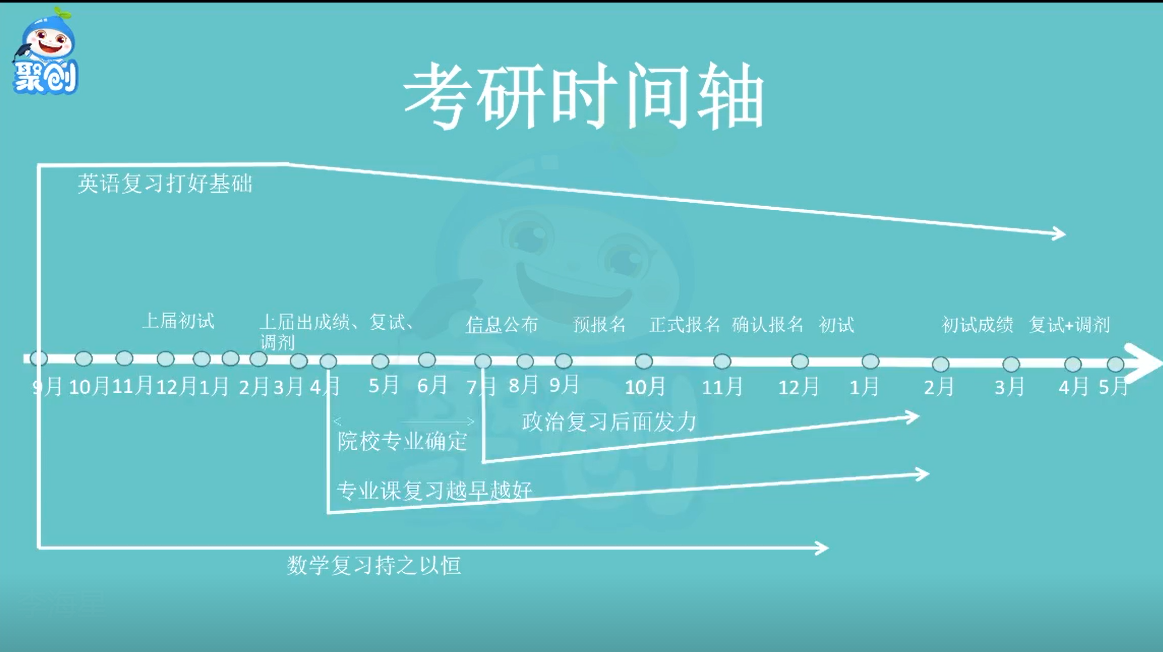 聚创
考研时间轴
英语复习打好基础
上届初试
上届出成绩、复试、
调剂
信息公布
预报名
正式报名
确认报名
初试
初试成绩
复试+调剂
9月 10月 11月 12月 1月 2月 3月 4月 5月 6月 7月 8月 9月 10月 11月 12月 1月 2月 3月 4月 5月
院校专业确定
政治复习后面发力
专业课复习越早越好
数学复习持之以恒
聚创